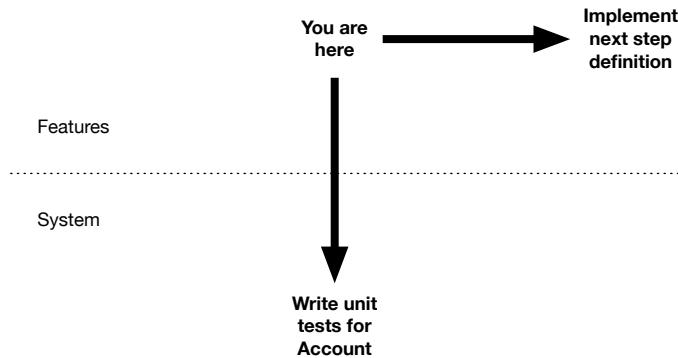 You are
here
Implement
next step
definition
Features
System
Write unit
tests for
Account